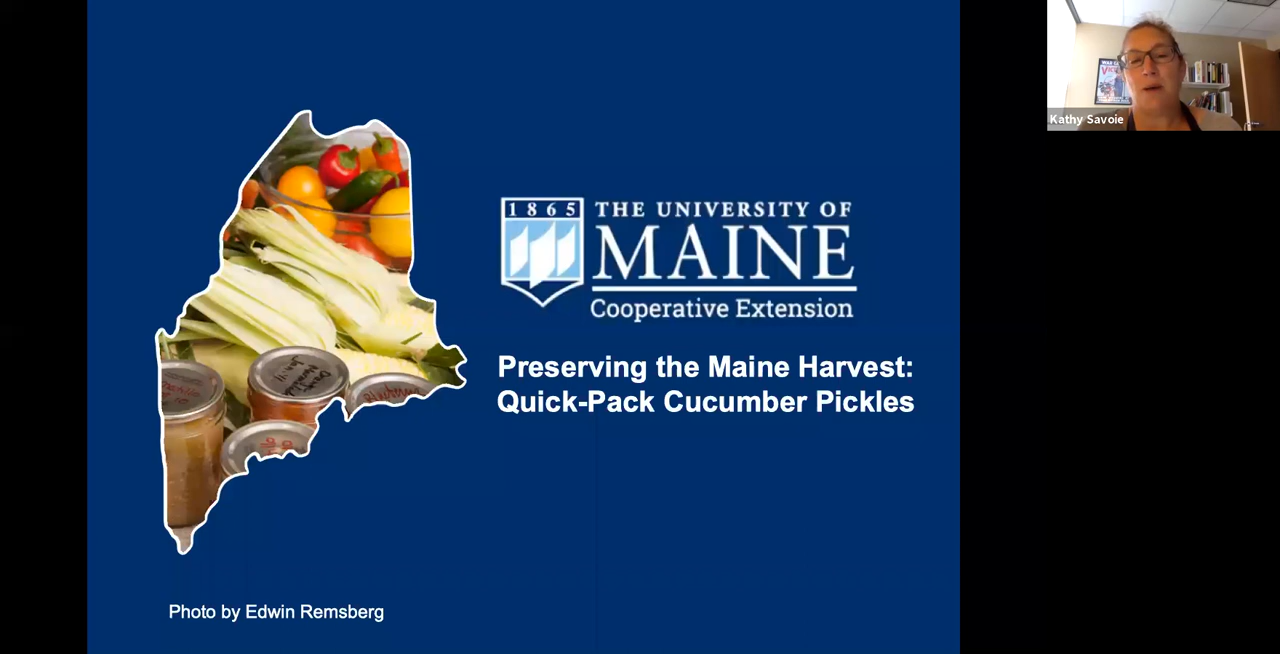 1865
THE UNIVERSITY OF
MAINE
Cooperative Extension
Preserving the Maine Harvest:
Quick-Pack Cucumber Pickles
Photo by Edwin Remsberg
Kathy Savoie